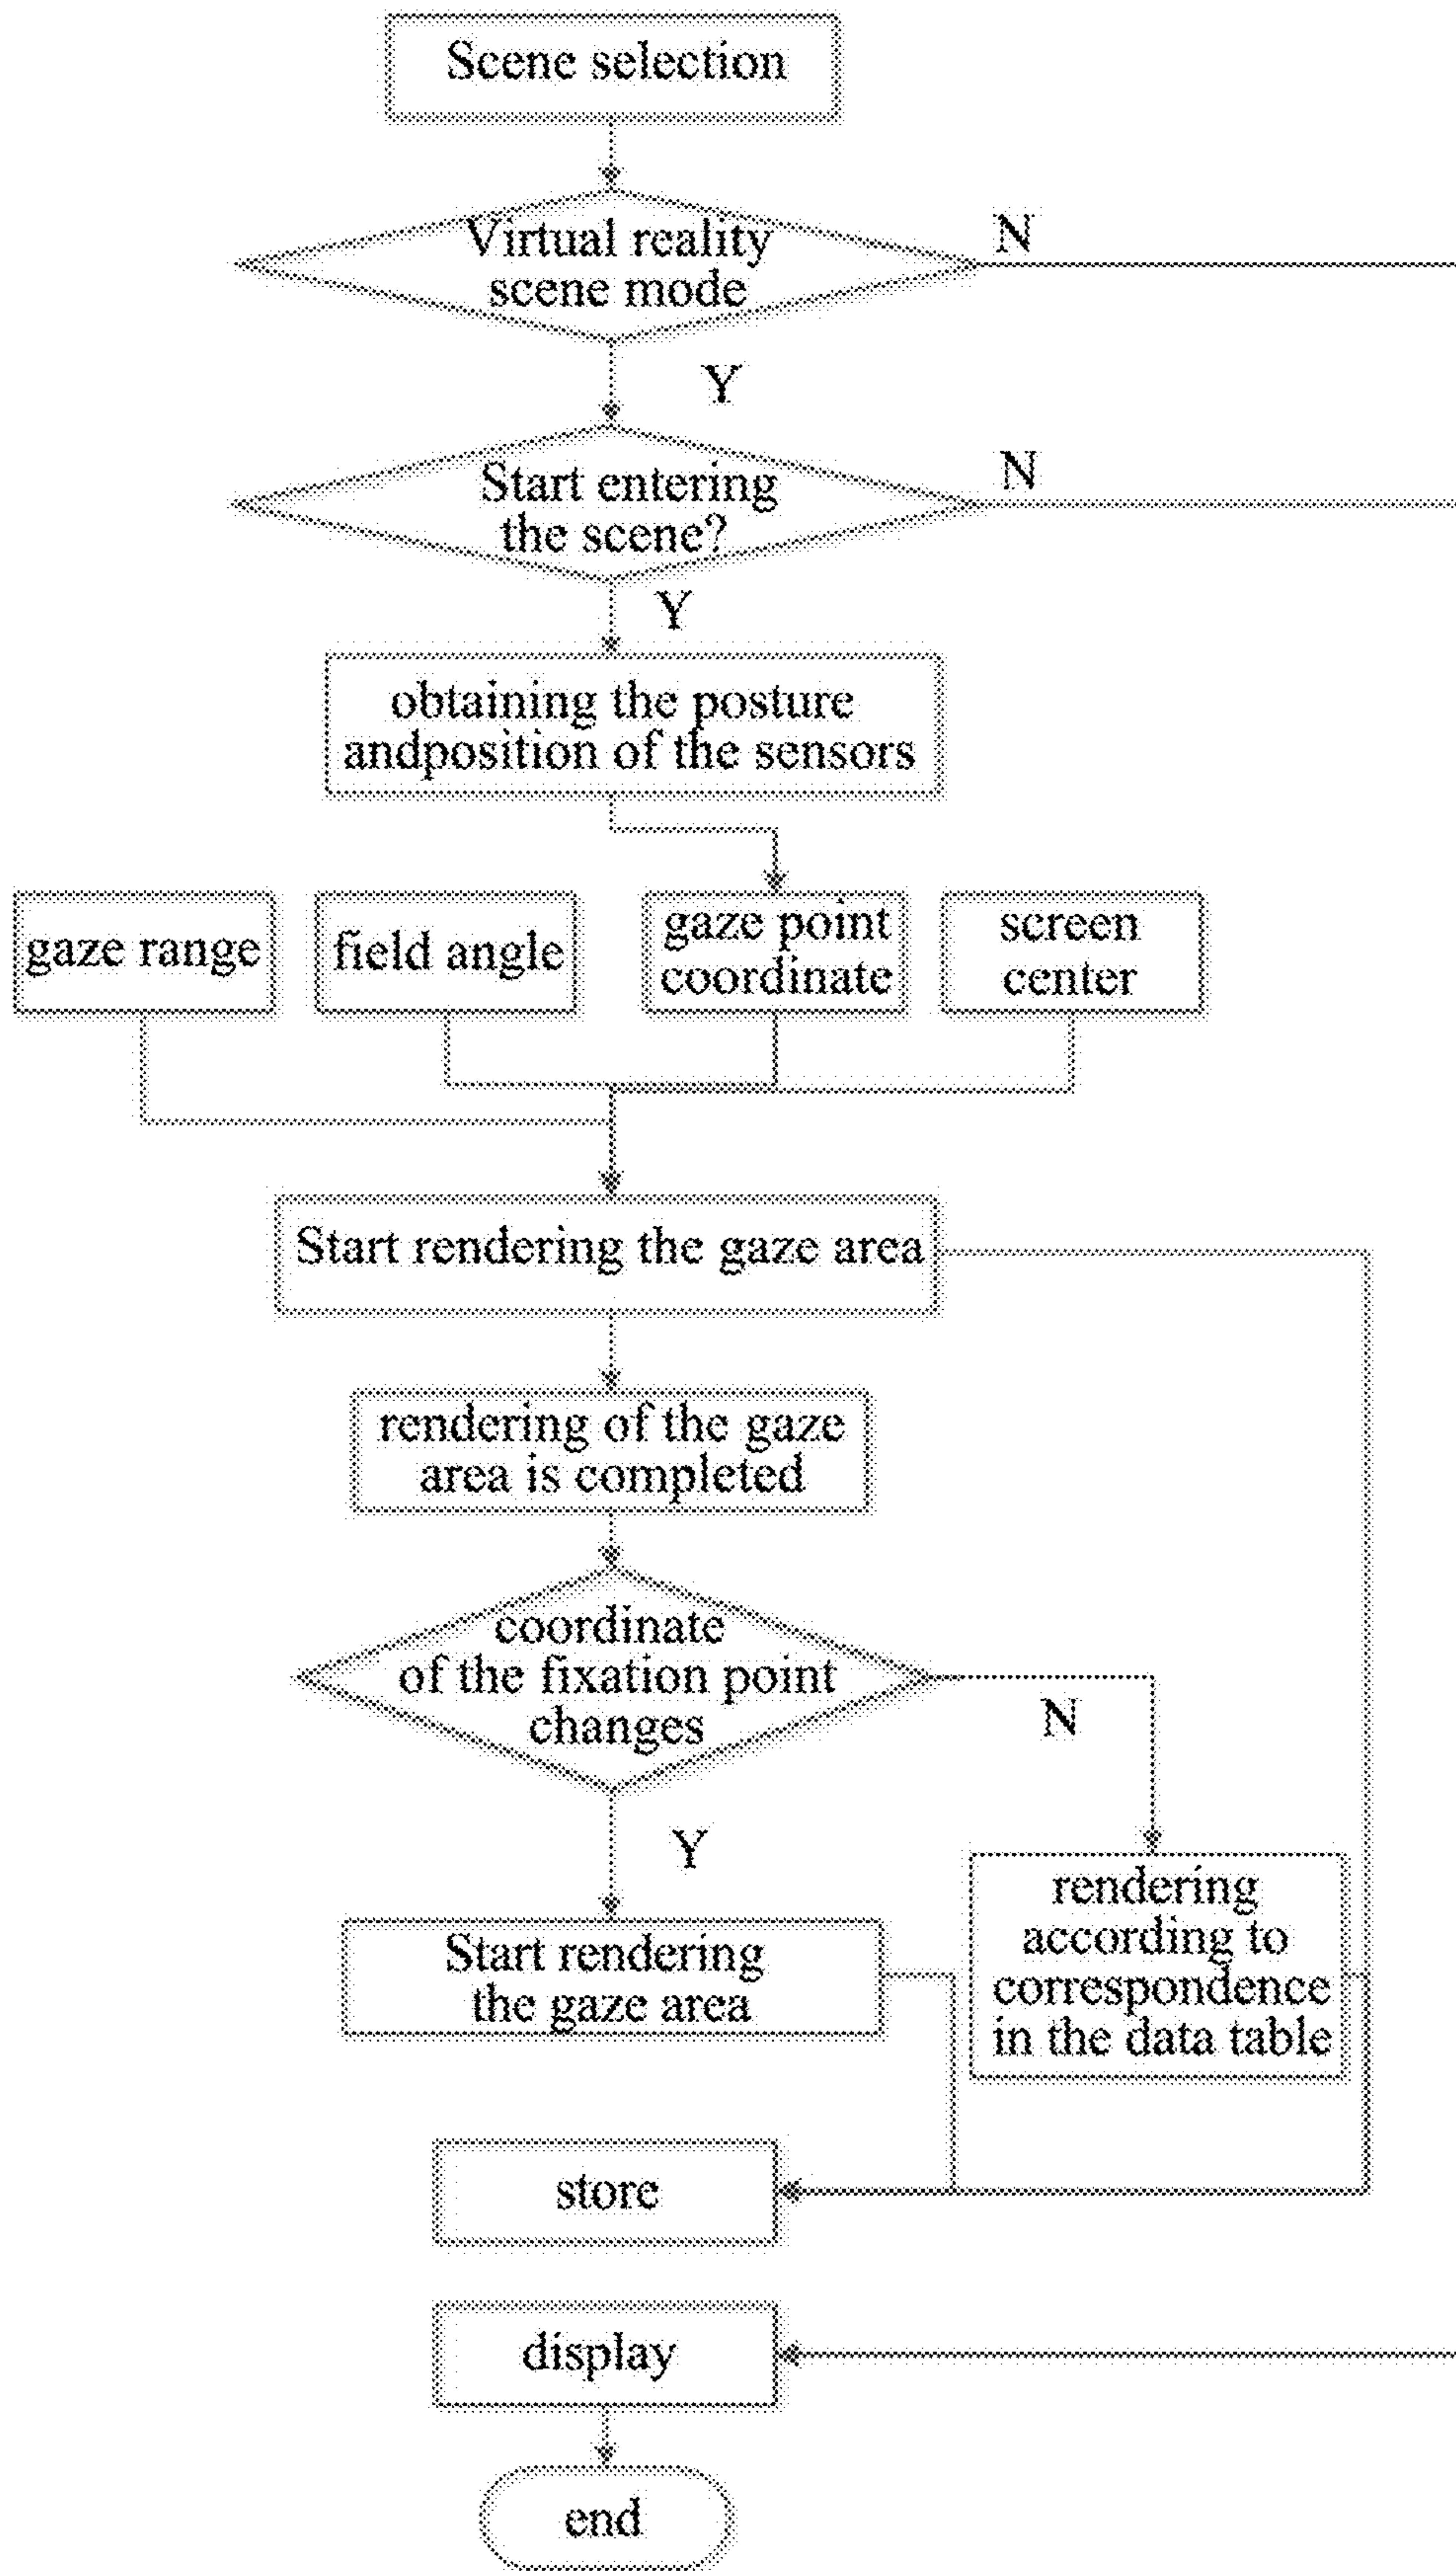 Scene selection
Virtual reality
scene mode
N
Y
Start entering
the scene?
N
Y
obtaining the posture
andposition of the sensors
gaze range
field angle
gaze point
coordinate
screen
center
Start rendering the gaze area
rendering of the gaze
area is completed
coordinate
of the fixation point
changes
N
Y
Start rendering
the gaze area
rendering
according to
correspondence
in the data table
store
display
end